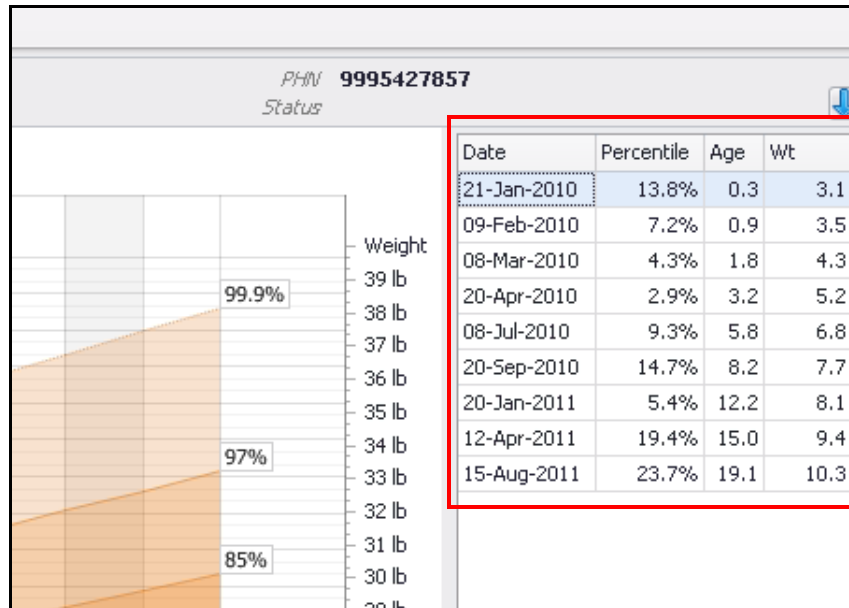 PHN 9995427857
Status
Date Percentile Age Wt
21-Jan-2010 13.8% 0.3 3.1
09-Feb-2010 7.2% 0.9 3.5
08-Mar-2010 4.3% 1.8 4.3
20-Apr-2010 2.9% 3.2 5.2
08-Jul-2010 9.3% 5.8 6.8
20-Sep-2010 14.7% 8.2 7.7
20-Jan-2011 5.4% 12.2 8.1
12-Apr-2011 19.4% 15.0 9.4
15-Aug-2011 23.7% 19.1 10.3
Weight
39 lb
99.9%
38 lb
37 lb
36 lb
35 lb
34 lb
97%
33 lb
32 lb
31 lb
85%
30 lb